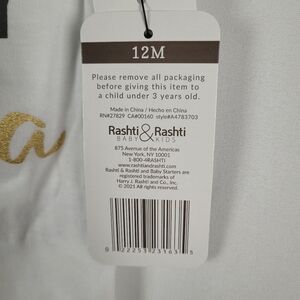 12M
Please remove all packaging
before giving this item to
a child under 3 years old.
Made in China / Hecho en China
RN#27829 CA#00160 style#A4783703
Rashti & Rashti
BABY & KIDS
875 Avenue of the Americas
New York, NY 10001
1-800-4RASHTI
www.rashtiandrashti.com
Rashti & Rashti and Baby Starters are
registered trademarks of
Harry J. Rashti and Co., Inc.
© 2021 All rights reserved.
a